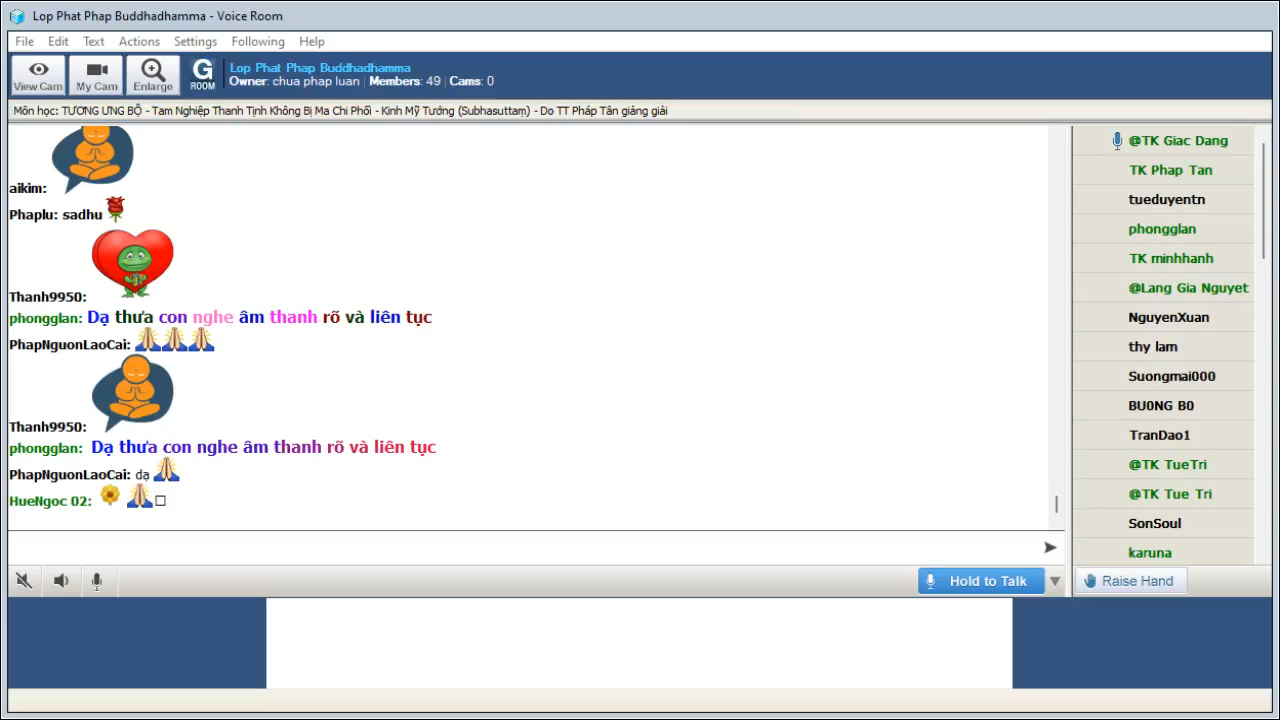 Lop Phat Phap Buddhadhamma - Voice Room
File Edit Text Actions Settings Following Help
View Cam My Cam Enlarge G ROOM
Lop Phat Phap Buddhadhamma
Owner: chua phap luan | Members: 49 | Cams: 0
Môn học: TƯƠNG ƯNG BỘ - Tam Nghiệp Thanh Tịnh Không Bị Ma Chi Phối - Kinh Mỹ Tướng (Subhasuttaṃ) - Do TT Pháp Tân giảng giải
aikim:
Phaplu: sadhu
Thanh9950:
phongglan: Dạ thưa con nghe âm thanh rõ và liên tục
PhapNguonLaoCai:
Thanh9950:
phongglan: Dạ thưa con nghe âm thanh rõ và liên tục
PhapNguonLaoCai: dạ
HueNgoc 02:
@TK Giac Dang
TK Phap Tan
tueduyentn
phongglan
TK minhhanh
@Lang Gia Nguyet
NguyenXuan
thy lam
Suongmai000
BU0NG B0
TranDao1
@TK TueTri
@TK Tue Tri
SonSoul
karuna
Hold to Talk
Raise Hand